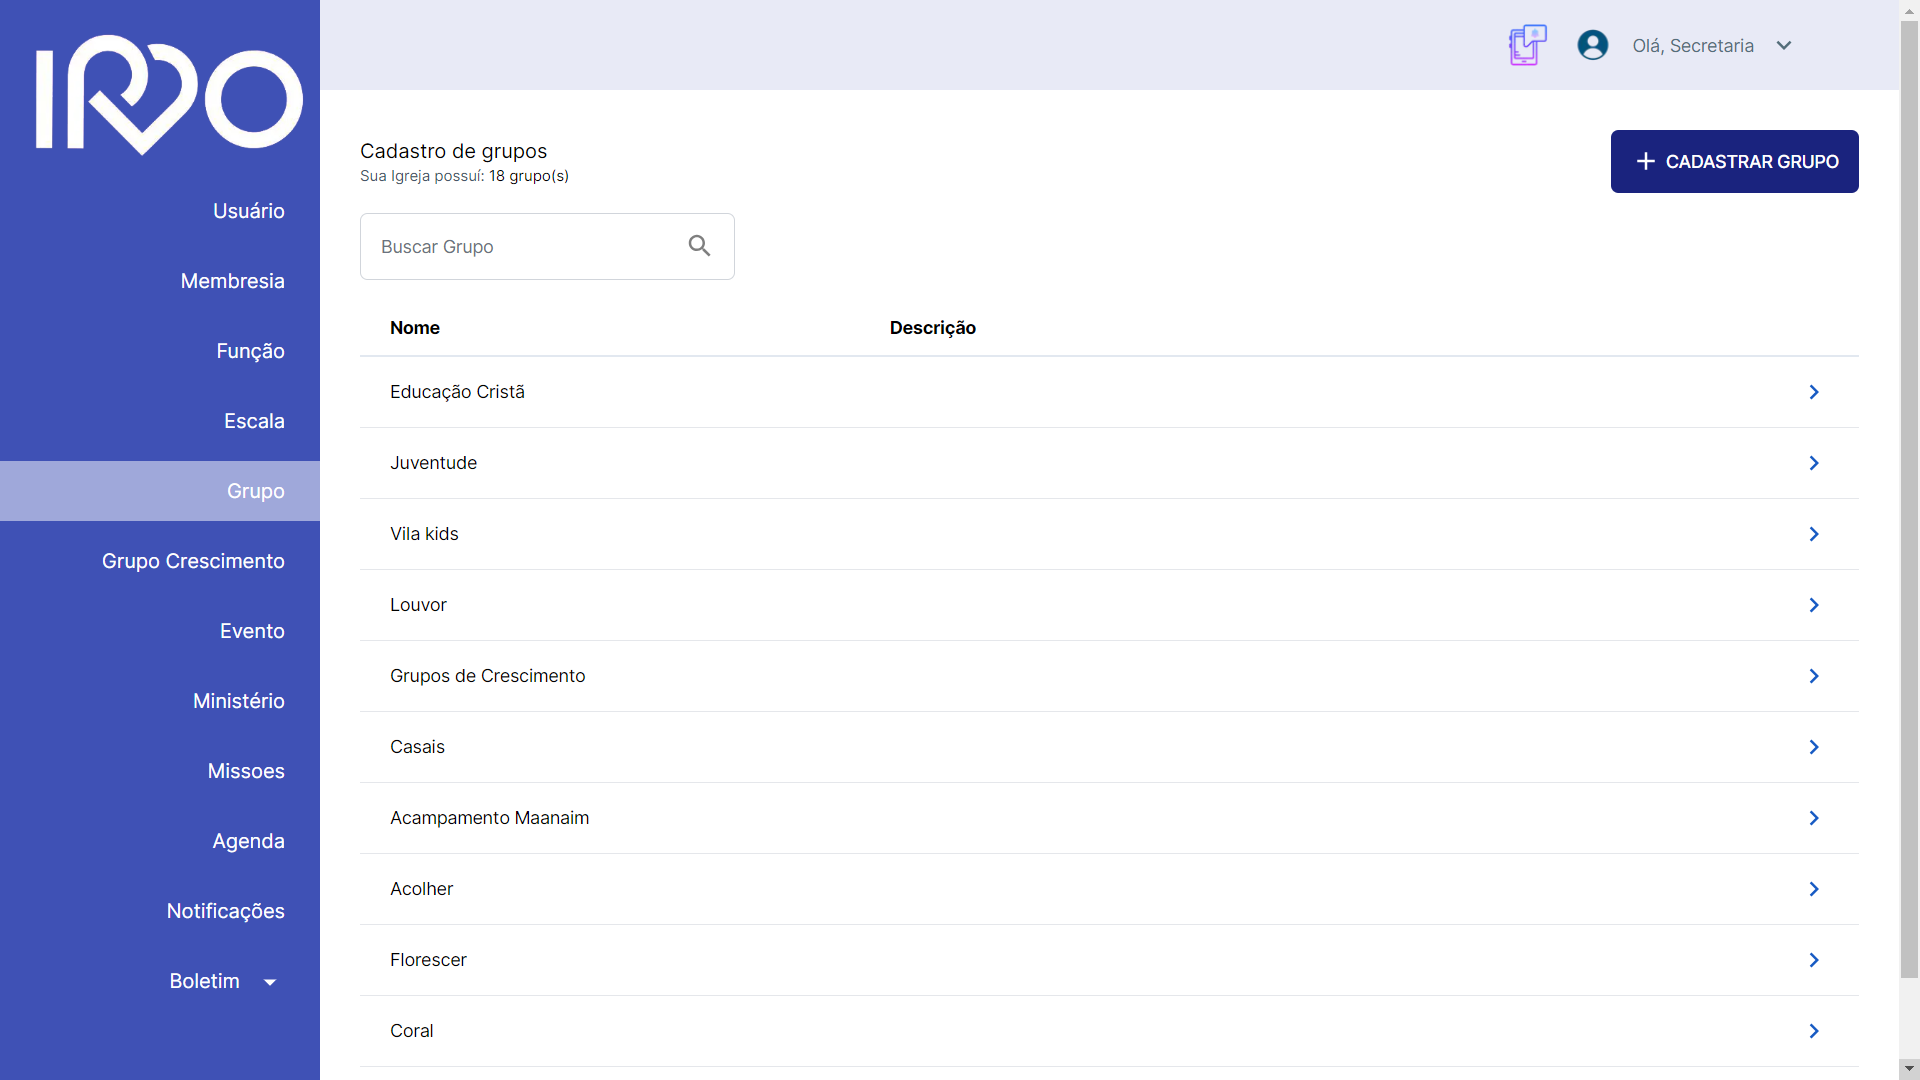 IPVO
Usuário
Membresia
Função
Escala
Grupo
Grupo Crescimento
Evento
Ministério
Missoes
Agenda
Notificações
Boletim
Olá, Secretaria
Cadastro de grupos
Sua Igreja possuí: 18 grupo(s)
CADASTRAR GRUPO
Buscar Grupo
Nome Descrição
Educação Cristã
Juventude
Vila kids
Louvor
Grupos de Crescimento
Casais
Acampamento Maanaim
Acolher
Florescer
Coral